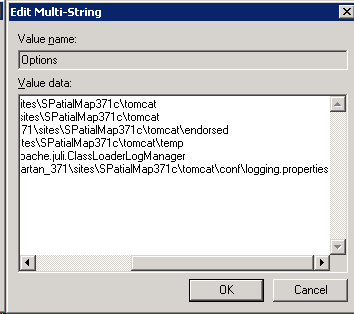 Edit Multi-String
Value name:
Options
Value data:
ites\SPatialMap371c\tomcat
sites\SPatialMap371c\tomcat
71\sites\SPatialMap371c\tomcat\endorsed
tes\SPatialMap371c\tomcat\temp
pache.juli.ClassLoaderLogManager
artan_371\sites\SPatialMap371c\tomcat\conf\logging.properties
OK
Cancel